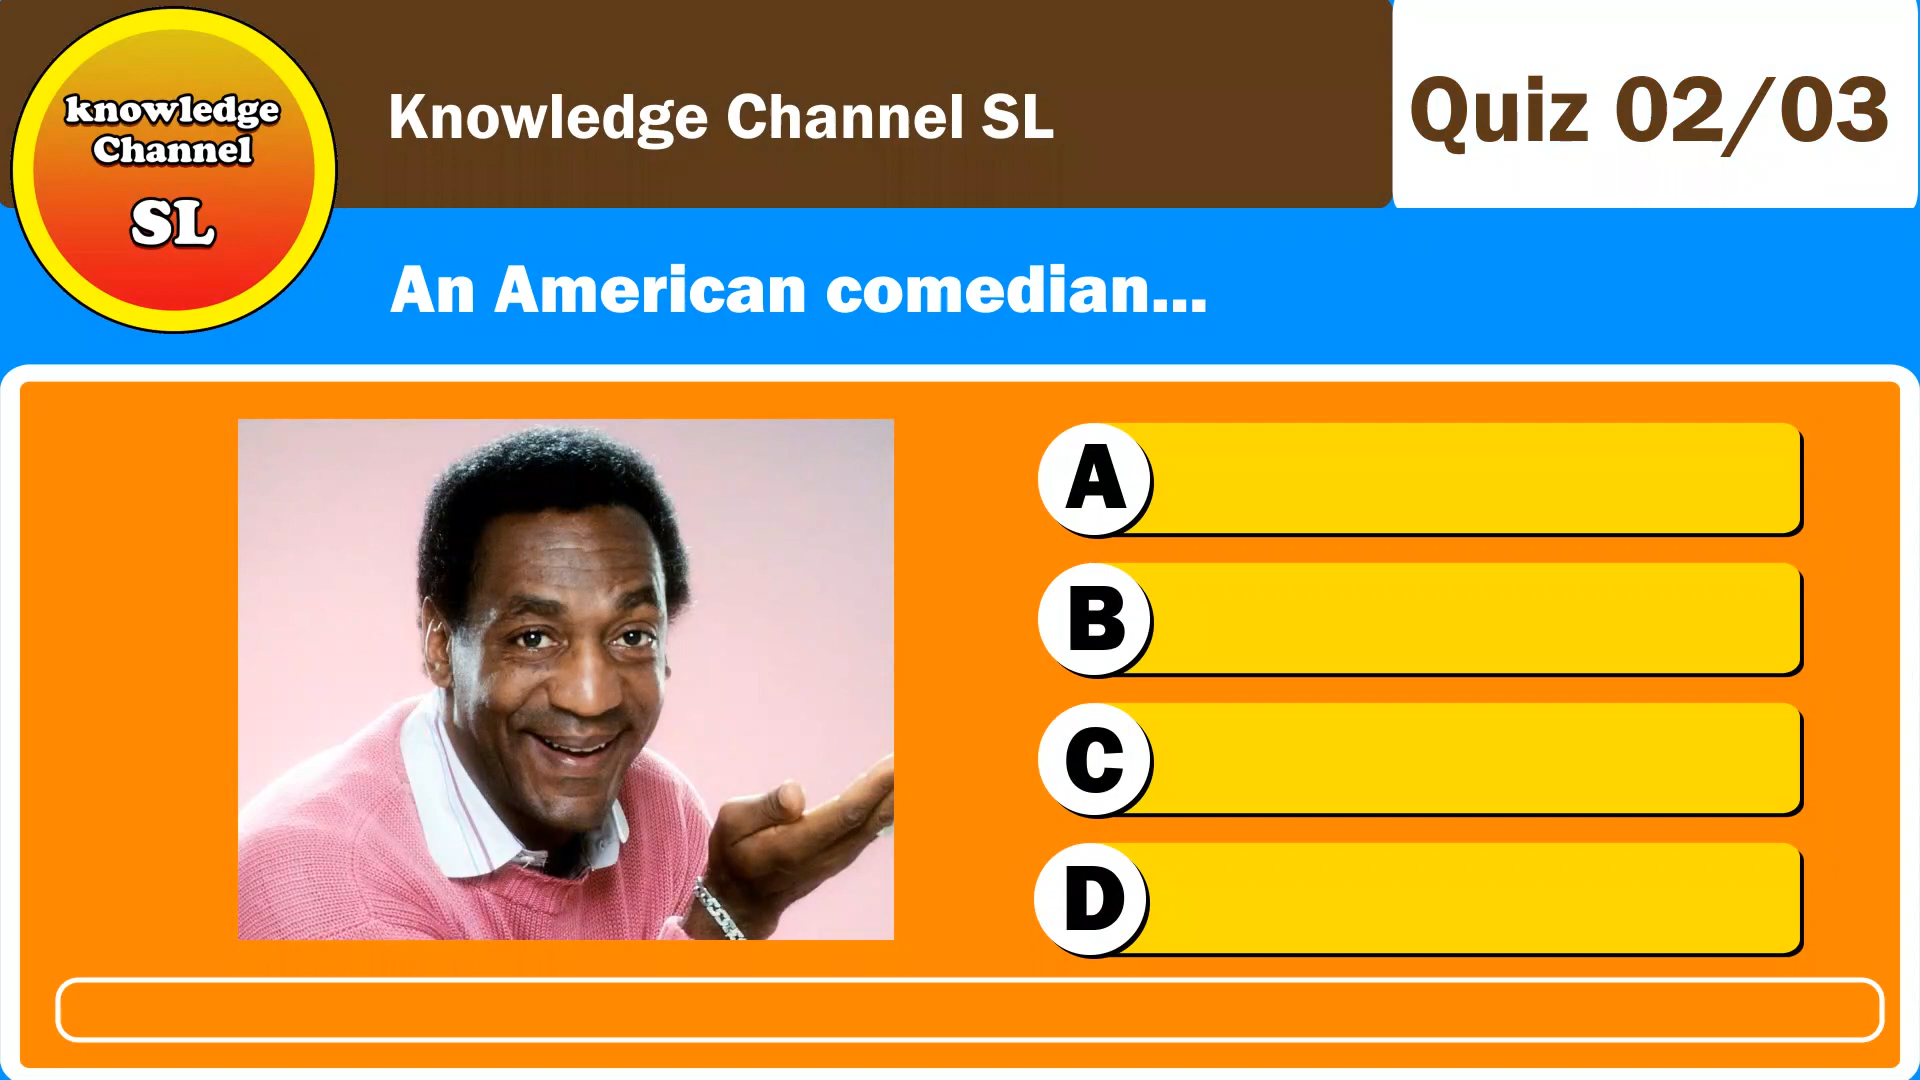 knowledge
Channel
SL
Knowledge Channel SL
Quiz 02/03
An American comedian...
A
B
C
D